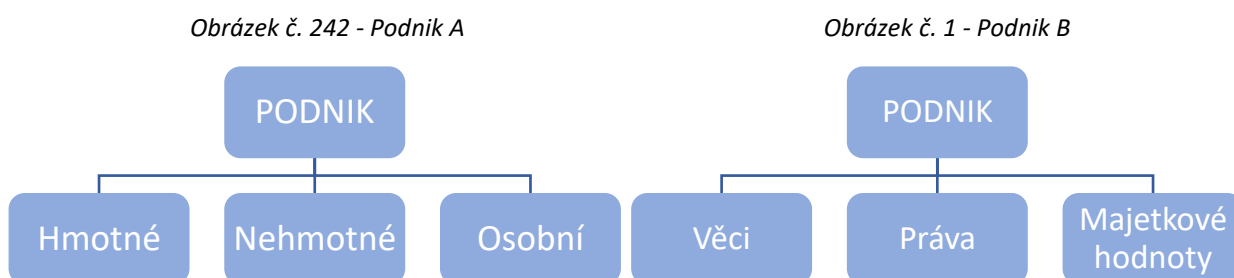 Obrázek č. 242 - Podnik A
PODNIK
Hmotné
Nehmotné
Osobní
Obrázek č. 1 - Podnik B
PODNIK
Věci
Práva
Majetkové
hodnoty